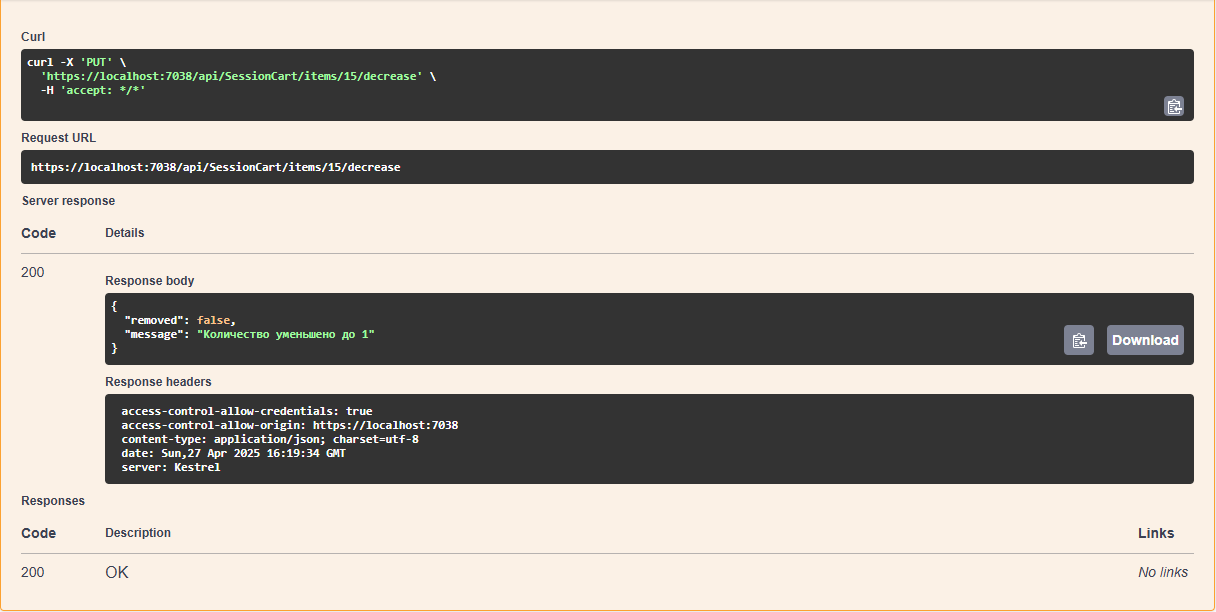 Curl
curl -X 'PUT' \
  'https://localhost:7038/api/SessionCart/items/15/decrease' \
  -H 'accept: */*'
Request URL
https://localhost:7038/api/SessionCart/items/15/decrease
Server response
Code Details
200
Response body
{
  "removed": false,
  "message": "Количество уменьшено до 1"
}
Download
Response headers
access-control-allow-credentials: true
access-control-allow-origin: https://localhost:7038
content-type: application/json; charset=utf-8
date: Sun,27 Apr 2025 16:19:34 GMT
server: Kestrel
Responses
Code Description Links
200 OK No links